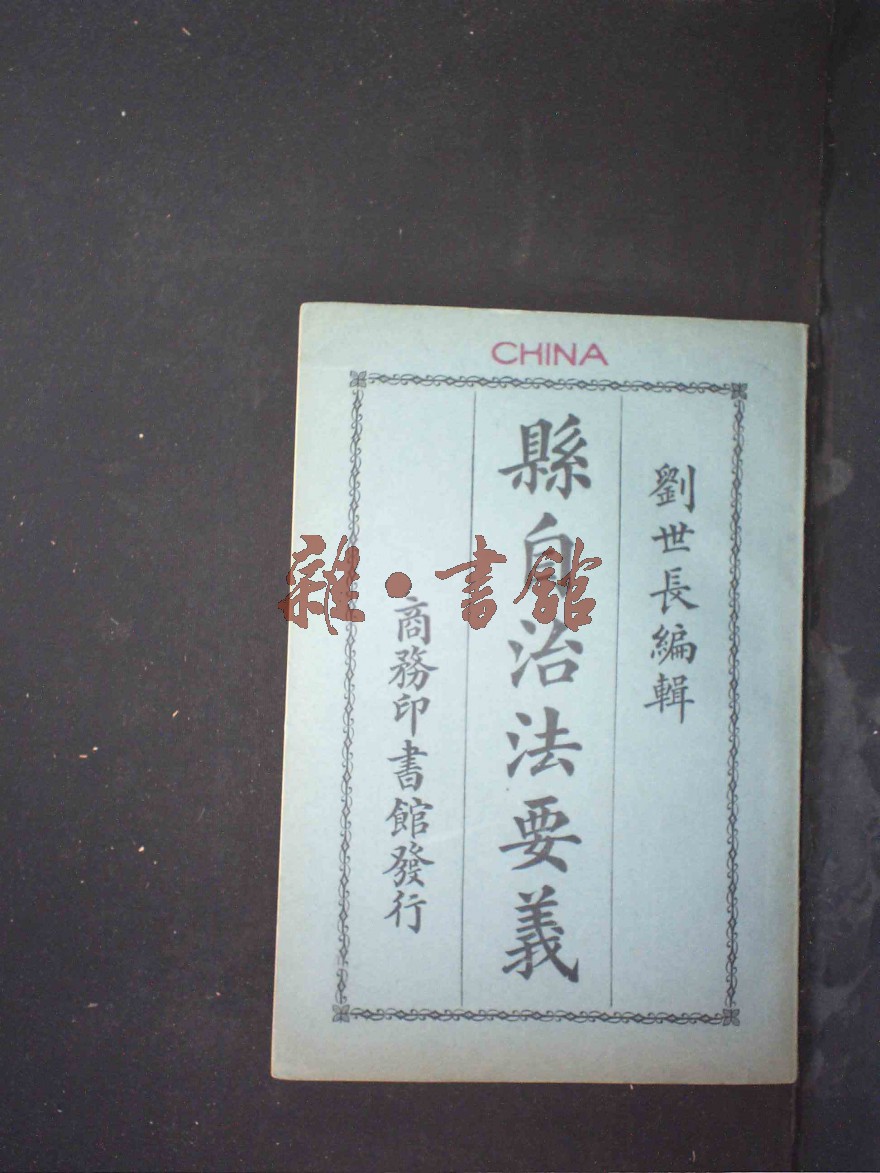 CHINA
劉世長編輯
縣自治法要義
商務印書館發行
雜·書館